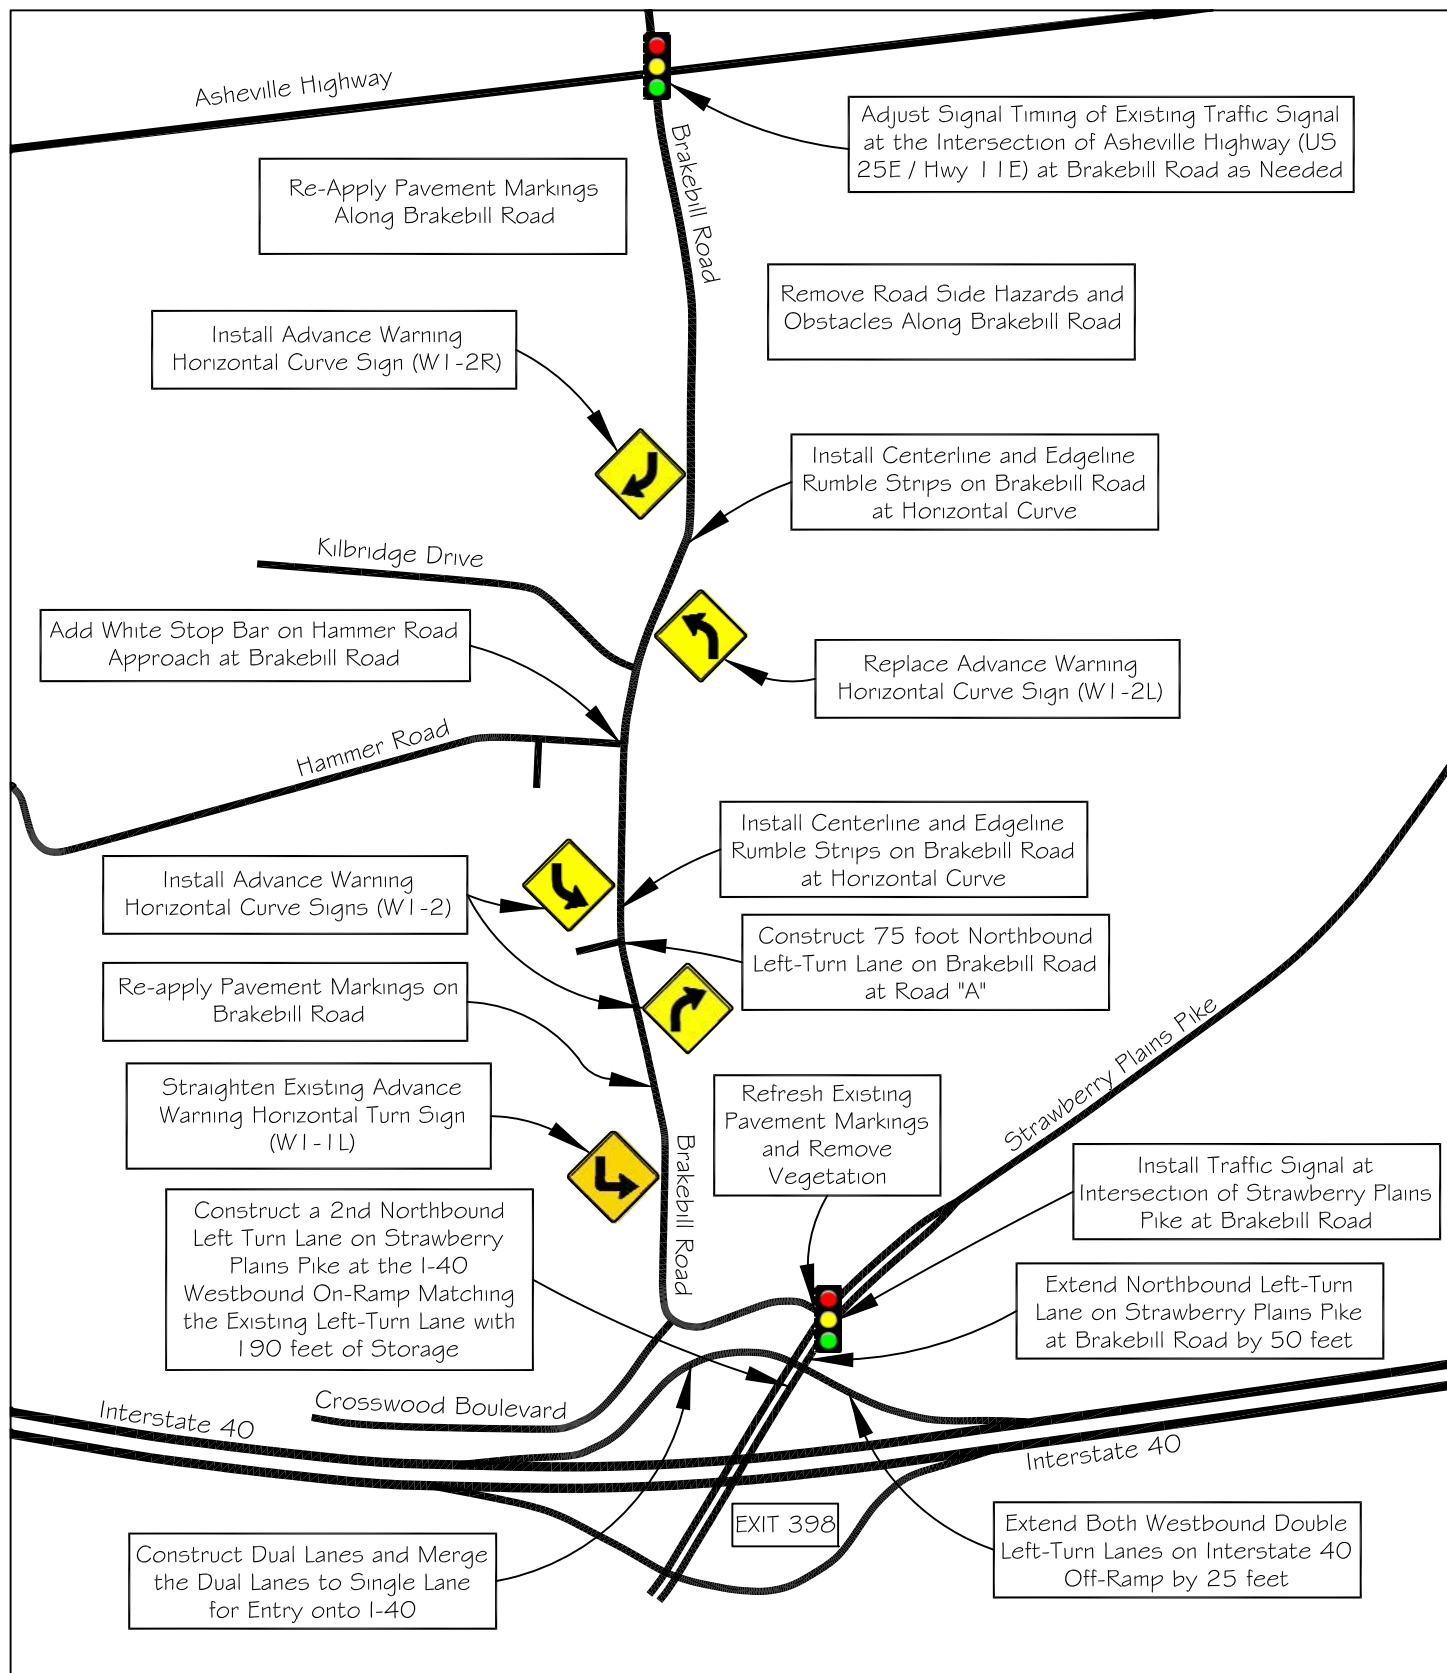 Asheville Highway
Brakebill Road
Adjust Signal Timing of Existing Traffic Signal
at the Intersection of Asheville Highway (US
25E / Hwy 11E) at Brakebill Road as Needed
Re-Apply Pavement Markings
Along Brakebill Road
Remove Road Side Hazards and
Obstacles Along Brakebill Road
Install Advance Warning
Horizontal Curve Sign (W1-2R)
Install Centerline and Edgeline
Rumble Strips on Brakebill Road
at Horizontal Curve
Kilbridge Drive
Add White Stop Bar on Hammer Road
Approach at Brakebill Road
Replace Advance Warning
Horizontal Curve Sign (W1-2L)
Hammer Road
Install Centerline and Edgeline
Rumble Strips on Brakebill Road
at Horizontal Curve
Install Advance Warning
Horizontal Curve Signs (W1-2)
Construct 75 foot Northbound
Left-Turn Lane on Brakebill Road
at Road "A"
Re-apply Pavement Markings on
Brakebill Road
Strawberry Plains Pike
Straighten Existing Advance
Warning Horizontal Turn Sign
(W1-1L)
Refresh Existing
Pavement Markings
and Remove
Vegetation
Brakebill Road
Install Traffic Signal at
Intersection of Strawberry Plains
Pike at Brakebill Road
Construct a 2nd Northbound
Left Turn Lane on Strawberry
Plains Pike at the I-40
Westbound On-Ramp Matching
the Existing Left-Turn Lane with
190 feet of Storage
Extend Northbound Left-Turn
Lane on Strawberry Plains Pike
at Brakebill Road by 50 feet
Crosswood Boulevard
Interstate 40
Interstate 40
EXIT 398
Construct Dual Lanes and Merge
the Dual Lanes to Single Lane
for Entry onto I-40
Extend Both Westbound Double
Left-Turn Lanes on Interstate 40
Off-Ramp by 25 feet